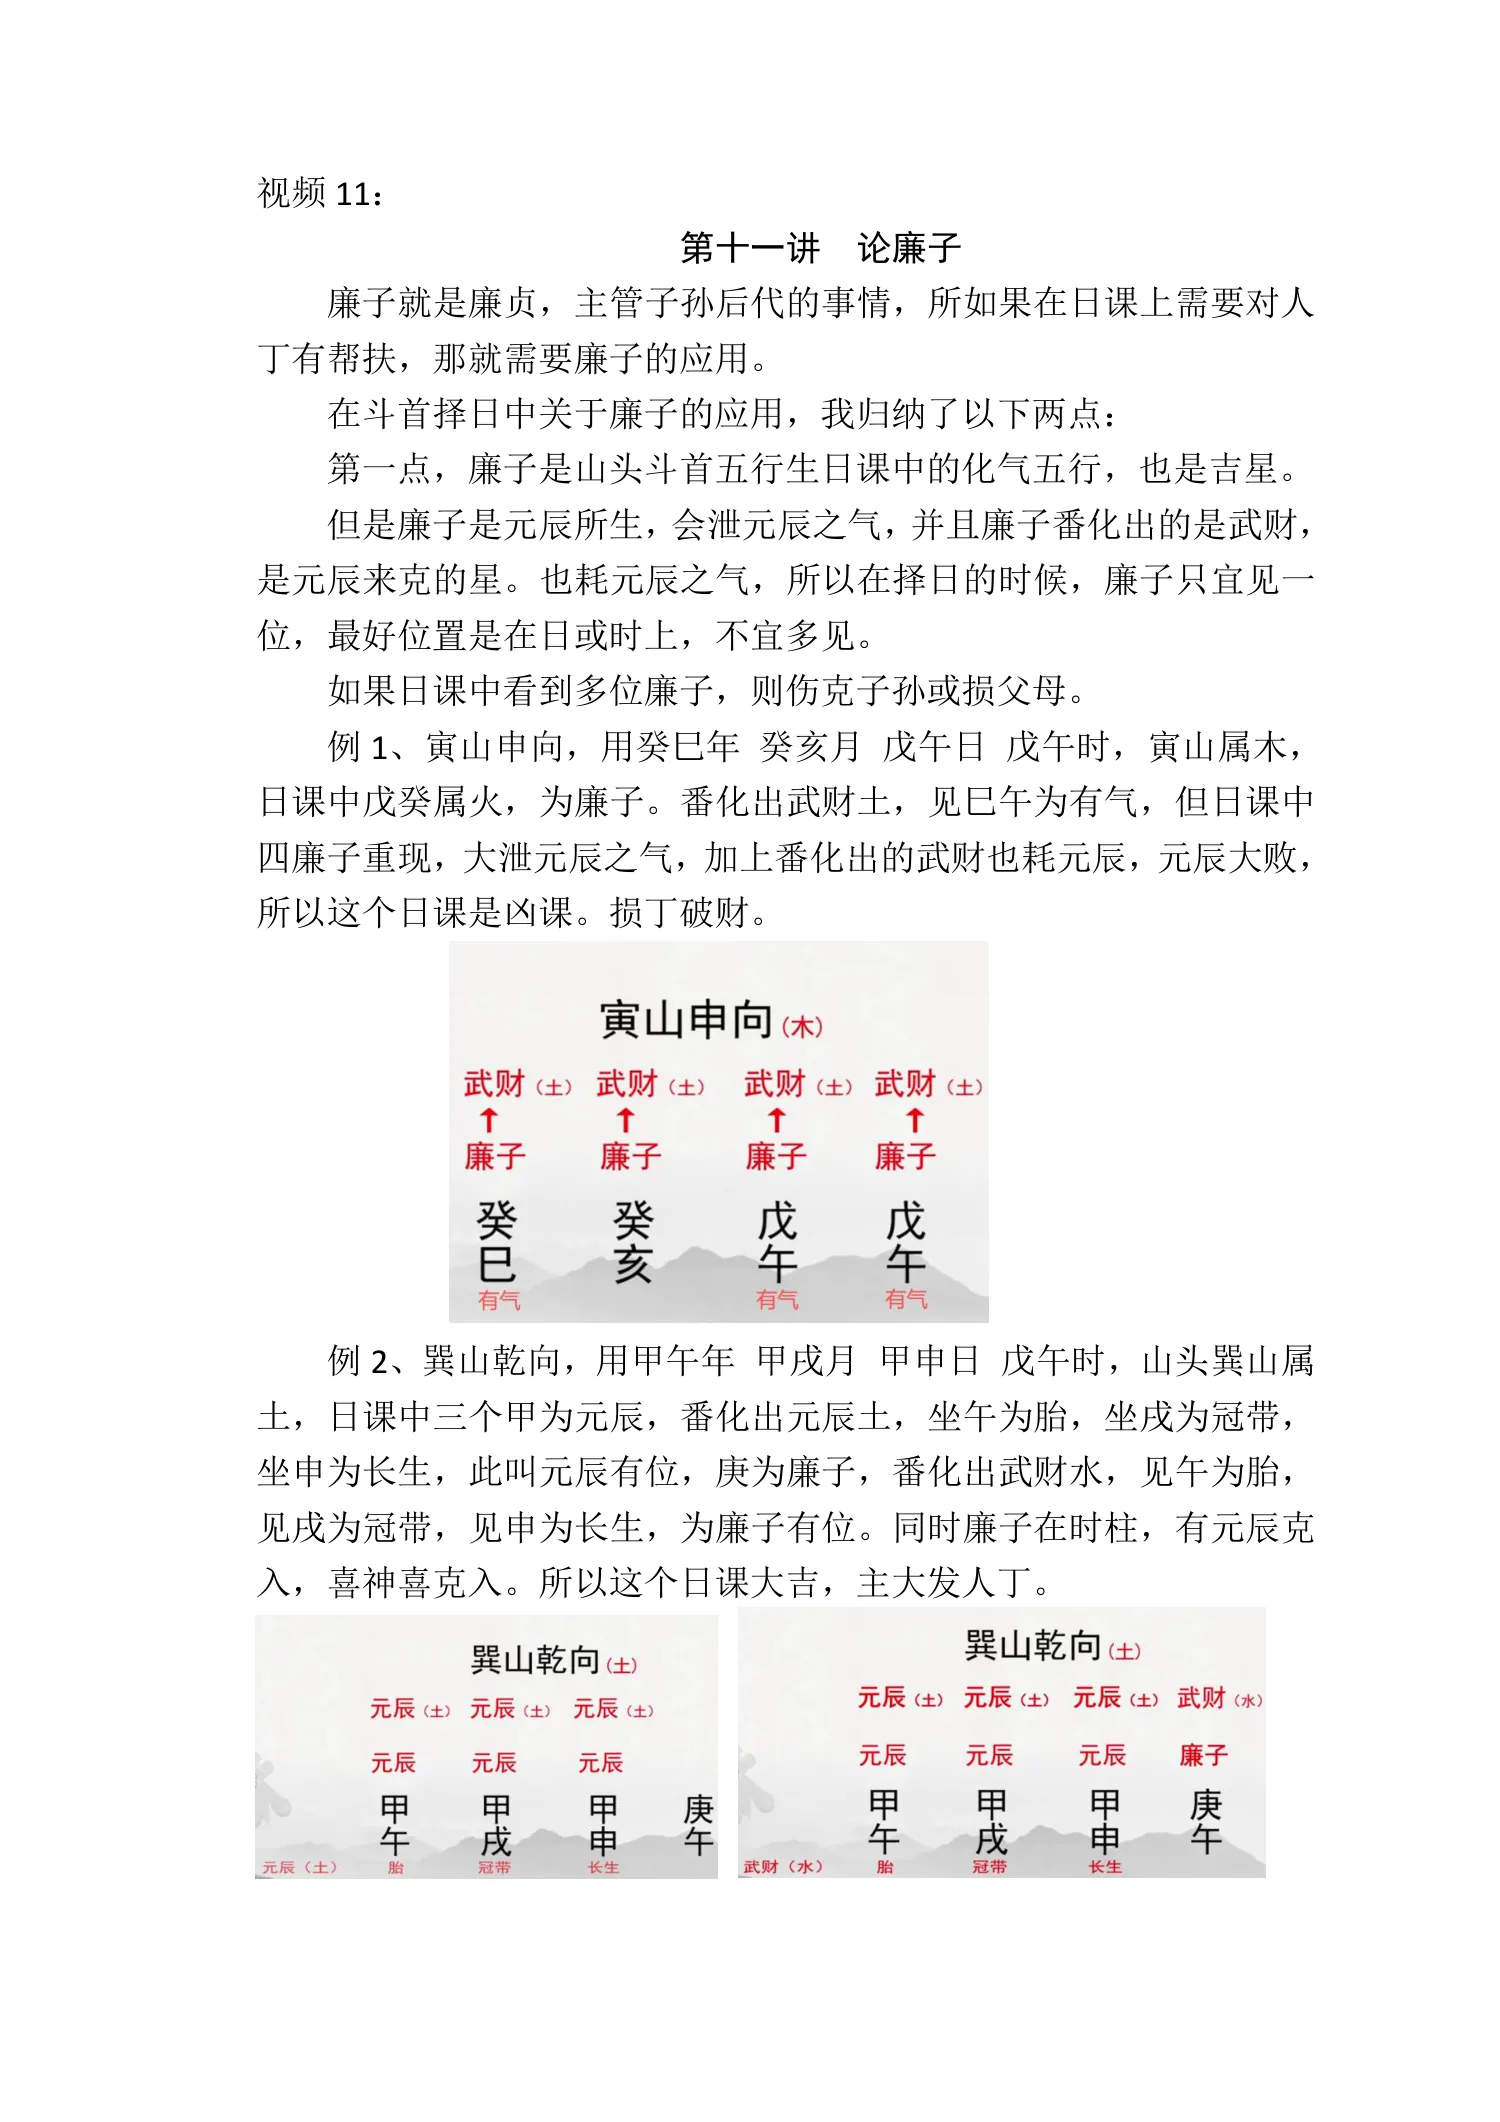 视频 11：
第十一讲　论廉子
廉子就是廉贞，主管子孙后代的事情，所如果在日课上需要对人
丁有帮扶，那就需要廉子的应用。
在斗首择日中关于廉子的应用，我归纳了以下两点：
第一点，廉子是山头斗首五行生日课中的化气五行，也是吉星。
但是廉子是元辰所生，会泄元辰之气，并且廉子番化出的是武财，
是元辰来克的星。也耗元辰之气，所以在择日的时候，廉子只宜见一
位，最好位置是在日或时上，不宜多见。
如果日课中看到多位廉子，则伤克子孙或损父母。
例 1、寅山申向，用癸巳年 癸亥月 戊午日 戊午时，寅山属木，
日课中戊癸属火，为廉子。番化出武财土，见巳午为有气，但日课中
四廉子重现，大泄元辰之气，加上番化出的武财也耗元辰，元辰大败，
所以这个日课是凶课。损丁破财。
寅山申向（木）
武财（土） 武财（土） 武财（土） 武财（土）
↑ ↑ ↑ ↑
廉子 廉子 廉子 廉子
癸 癸 戊 戊
巳 亥 午 午
有气 有气 有气
例 2、巽山乾向，用甲午年 甲戌月 甲申日 戊午时，山头巽山属
土，日课中三个甲为元辰，番化出元辰土，坐午为胎，坐戌为冠带，
坐申为长生，此叫元辰有位，庚为廉子，番化出武财水，见午为胎，
见戌为冠带，见申为长生，为廉子有位。同时廉子在时柱，有元辰克
入，喜神喜克入。所以这个日课大吉，主大发人丁。
巽山乾向（土）
元辰（土） 元辰（土） 元辰（土）
元辰 元辰 元辰
甲 甲 甲 庚
午 戌 申 午
元辰（土） 胎 冠带 长生
巽山乾向（土）
元辰（土） 元辰（土） 元辰（土） 武财（水）
元辰 元辰 元辰 廉子
甲 甲 甲 庚
午 戌 申 午
武财（水） 胎 冠带 长生